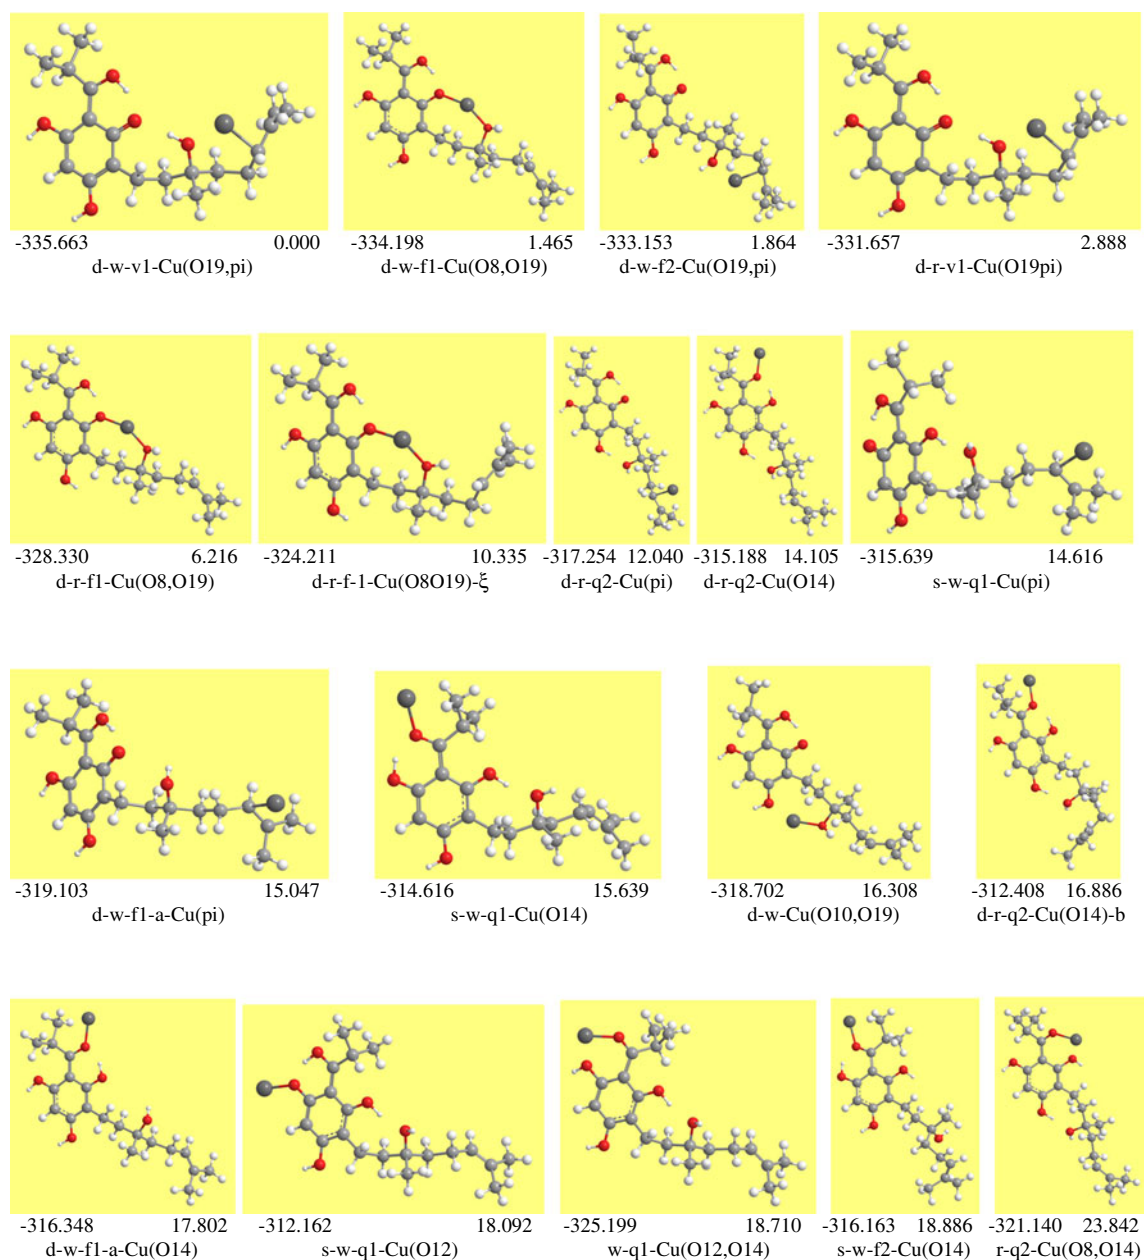 -335.663 0.000 -334.198 1.465 -333.153 1.864 -331.657 2.888
d-w-v1-Cu(O19,pi) d-w-f1-Cu(O8,O19) d-w-f2-Cu(O19,pi) d-r-v1-Cu(O19pi)
-328.330 6.216 -324.211 10.335 -317.254 12.040 -315.188 14.105 -315.639 14.616
d-r-f1-Cu(O8,O19) d-r-f-1-Cu(O8O19)-ξ d-r-q2-Cu(pi) d-r-q2-Cu(O14) s-w-q1-Cu(pi)
-319.103 15.047 -314.616 15.639 -318.702 16.308 -312.408 16.886
d-w-f1-a-Cu(pi) s-w-q1-Cu(O14) d-w-Cu(O10,O19) d-r-q2-Cu(O14)-b
-316.348 17.802 -312.162 18.092 -325.199 18.710 -316.163 18.886 -321.140 23.842
d-w-f1-a-Cu(O14) s-w-q1-Cu(O12) w-q1-Cu(O12,O14) s-w-f2-Cu(O14) r-q2-Cu(O8,O14)